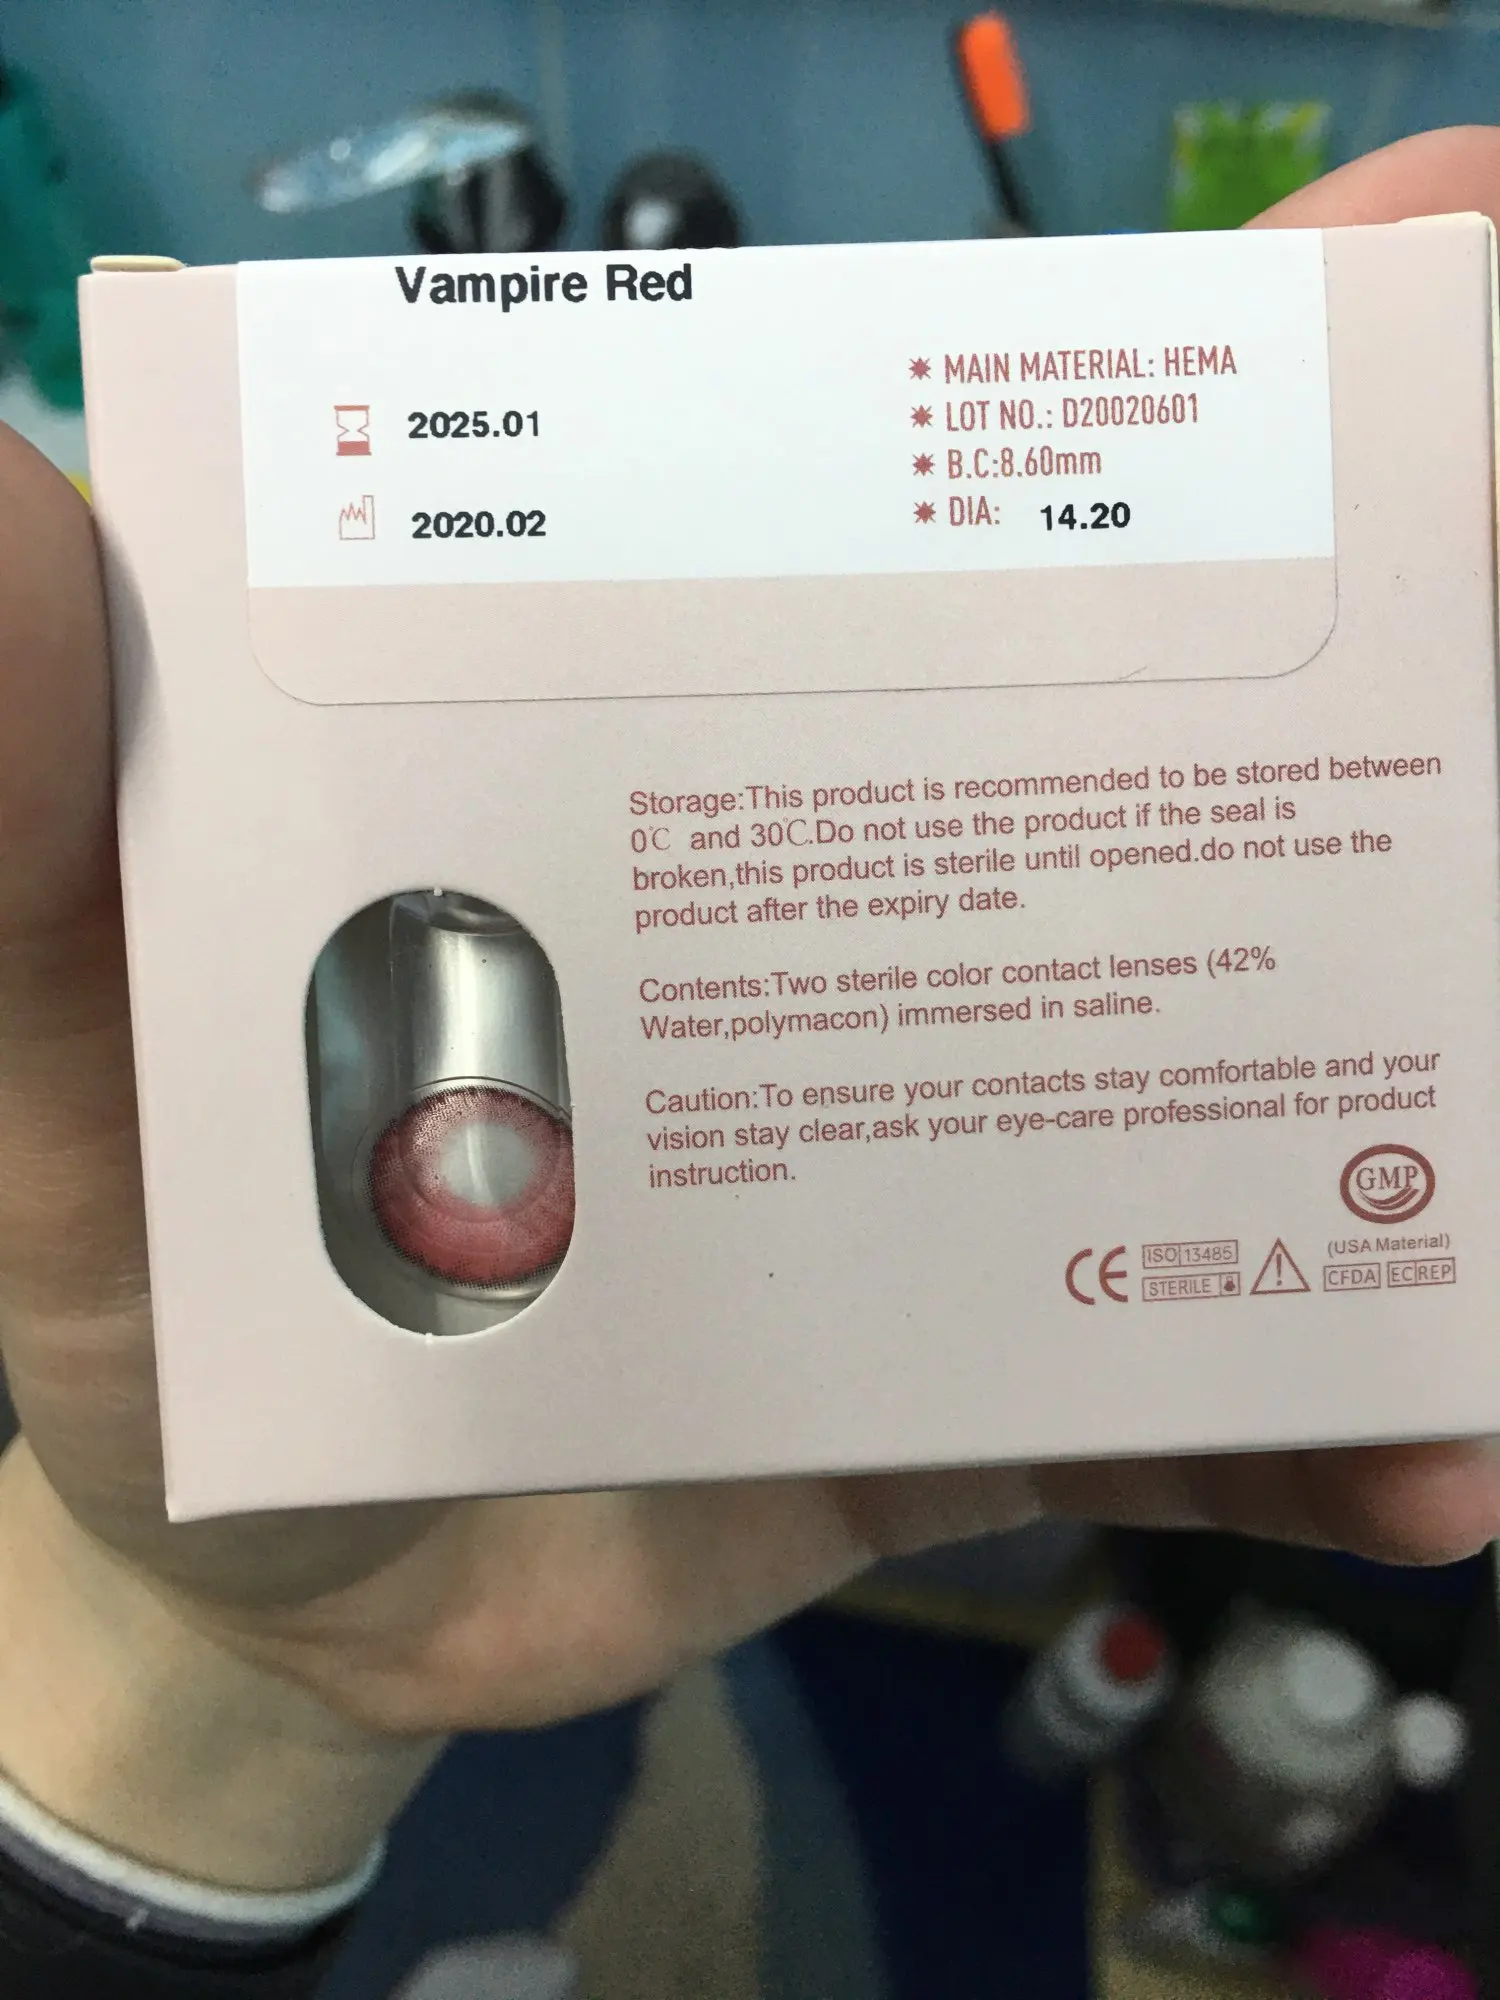 Vampire Red
2025.01
2020.02
MAIN MATERIAL: HEMA
LOT NO.: D20020601
B.C:8.60mm
DIA: 14.20
Storage:This product is recommended to be stored between
0℃ and 30℃.Do not use the product if the seal is
broken,this product is sterile until opened.do not use the
product after the expiry date.
Contents:Two sterile color contact lenses (42%
Water,polymacon) immersed in saline.
Caution:To ensure your contacts stay comfortable and your
vision stay clear,ask your eye-care professional for product
instruction.
GMP
(USA Material)
CE ISO 13485
STERILE
CFDA EC REP